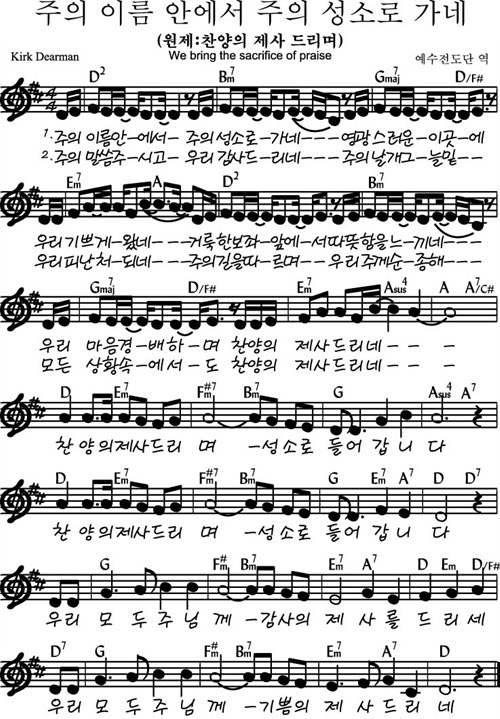 주의 이름 안에서 주의 성소로 가네
(원제:찬양의 제사 드리며)
Kirk Dearman
We bring the sacrifice of praise
예수전도단 역
D2 Bm7 Gmaj7 D/F#
1. 주의 이름안-에서- 주의성소로-가네---영광스러운-이곳에
2. 주의 말씀주-시고- 우리 감사드-리네---주의날개그-늘밑--
Em7 A D2 Bm7
우리기쁘게-왔네---거룩한보좌-앞에-서따뜻함을느-끼네---
우리피난처-되네---주의길을따-르며--우리주께순-종해---
Gmaj7 D/F# Em7 Asus4 A A7/C#
우리 마음경-배하-며 찬양의 제사드리네---
모든 상황속-에서-도 찬양의 제사드리네---
D Em7 F#m7 Bm7 G Asus4 A7
찬양의제사드리 며 -성소로 들어갑니다
D Em7 F#m7 Bm7 G Em7 A7 D
찬양의제사드리 며 -성소로 들어갑니다
G F#m7 Bm7 Em7 A7 D Em D/F#
우리 모두주님께 -감사의 제사를드리세
D7 G F#m7 Bm7 Em7 A7 D
우리 모두주님께 -기쁨의 제사드리 네